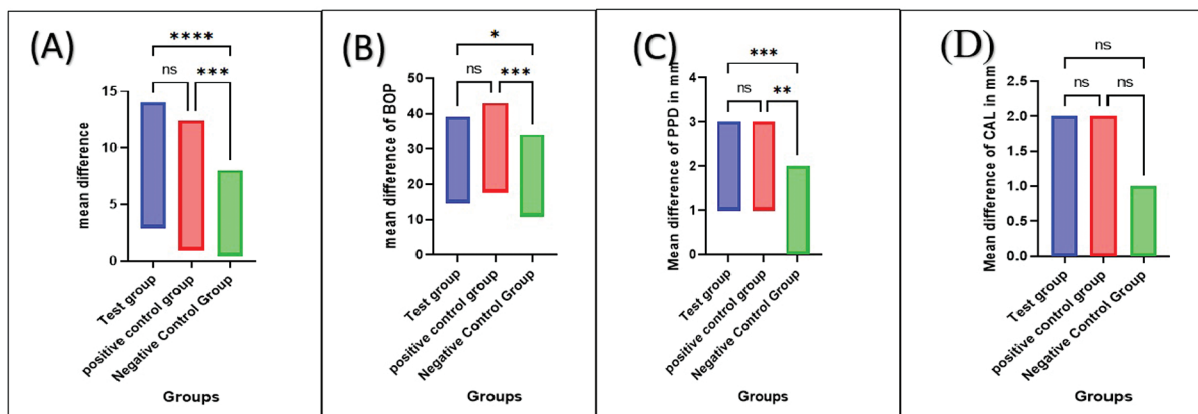 (A)
****
ns
***
15
10
5
0
mean difference
Test group
positive control group
Negative Control Group
Groups
(B)
*
ns
***
50
40
30
20
10
0
mean difference of BOP
Test group
positive control group
Negative Control Group
Groups
(C)
***
ns
**
4
3
2
1
0
Mean difference of PPD in mm
Test group
positive control group
Negative Control Group
Groups
(D)
ns
ns
ns
2.5
2.0
1.5
1.0
0.5
0.0
Mean difference of CAL in mm
Test group
positive control group
Negative Control Group
Groups